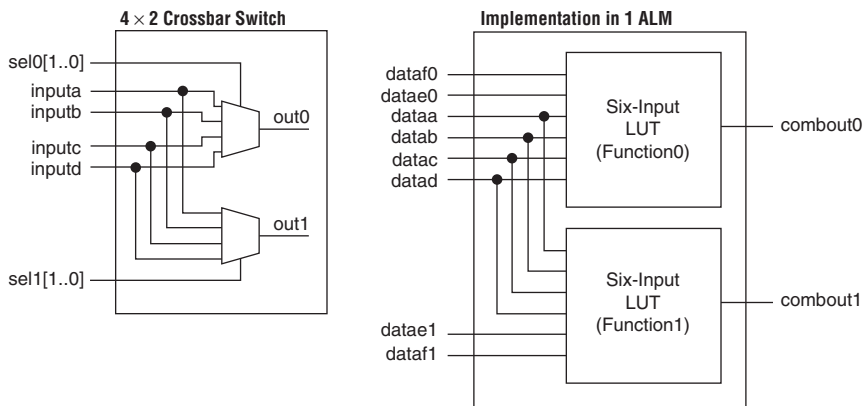 4 × 2 Crossbar Switch
sel0[1..0]
inputa
inputb
inputc
inputd
out0
out1
sel1[1..0]
Implementation in 1 ALM
dataf0
datae0
dataa
datab
datac
datad
Six-Input
LUT
(Function0)
combout0
Six-Input
LUT
(Function1)
combout1
datae1
dataf1